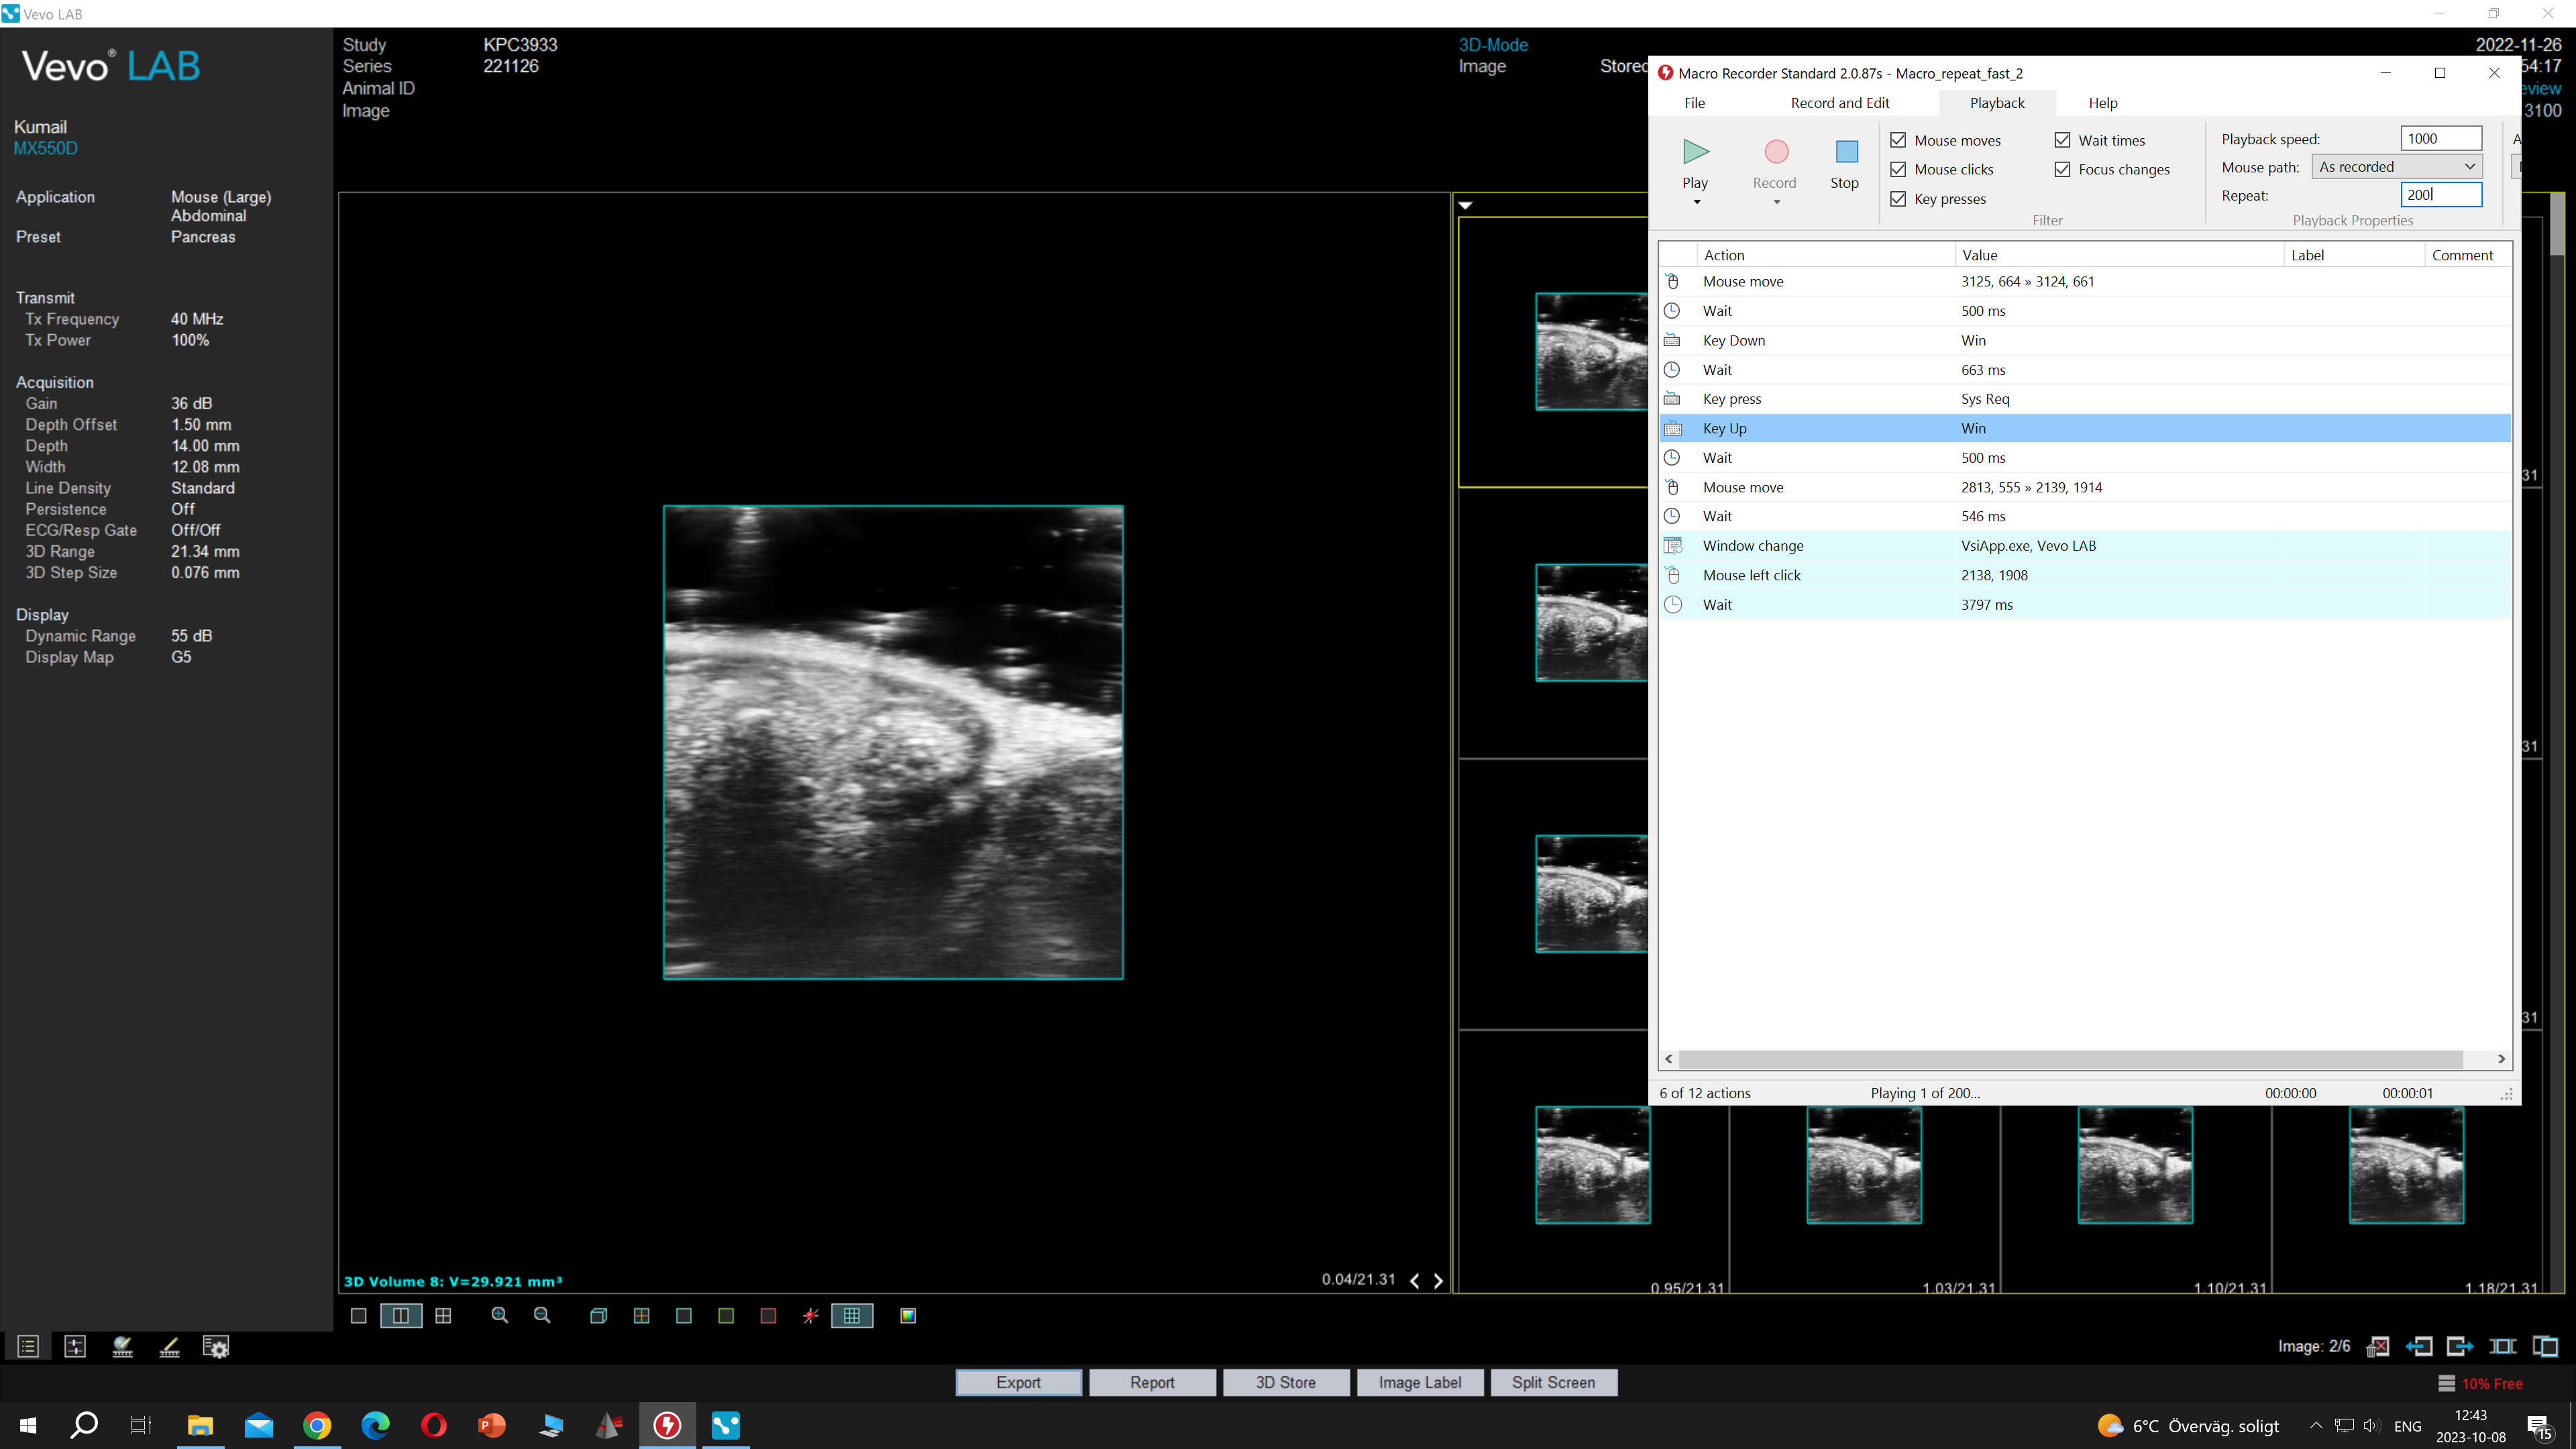 Vevo LAB
Vevo® LAB
Kumail
MX550D
Application Mouse (Large)
Abdominal
Preset Pancreas
Transmit
Tx Frequency 40 MHz
Tx Power 100%
Acquisition
Gain 36 dB
Depth Offset 1.50 mm
Depth 14.00 mm
Width 12.08 mm
Line Density Standard
Persistence Off
ECG/Resp Gate Off/Off
3D Range 21.34 mm
3D Step Size 0.076 mm
Display
Dynamic Range 55 dB
Display Map G5
Study KPC3933
Series 221126
Animal ID
Image
3D-Mode
Image Stored
2022-11-26
54:17
eview
3100
Macro Recorder Standard 2.0.87s - Macro_repeat_fast_2
File Record and Edit Playback Help
Play Record Stop
Mouse moves Wait times
Mouse clicks Focus changes
Key presses
Filter
Playback speed: 1000
Mouse path: As recorded
Repeat: 200
Playback Properties
A
Action Value Label Comment
Mouse move 3125, 664 » 3124, 661
Wait 500 ms
Key Down Win
Wait 663 ms
Key press Sys Req
Key Up Win
Wait 500 ms
Mouse move 2813, 555 » 2139, 1914
Wait 546 ms
Window change VsiApp.exe, Vevo LAB
Mouse left click 2138, 1908
Wait 3797 ms
6 of 12 actions Playing 1 of 200... 00:00:00 00:00:01
31
31
31
0.95/21.31 1.03/21.31 1.10/21.31 1.18/21.31
3D Volume 8: V=29.921 mm³ 0.04/21.31
Image: 2/6
Export Report 3D Store Image Label Split Screen
10% Free
6°C Överväg. soligt ENG 12:43
2023-10-08
15